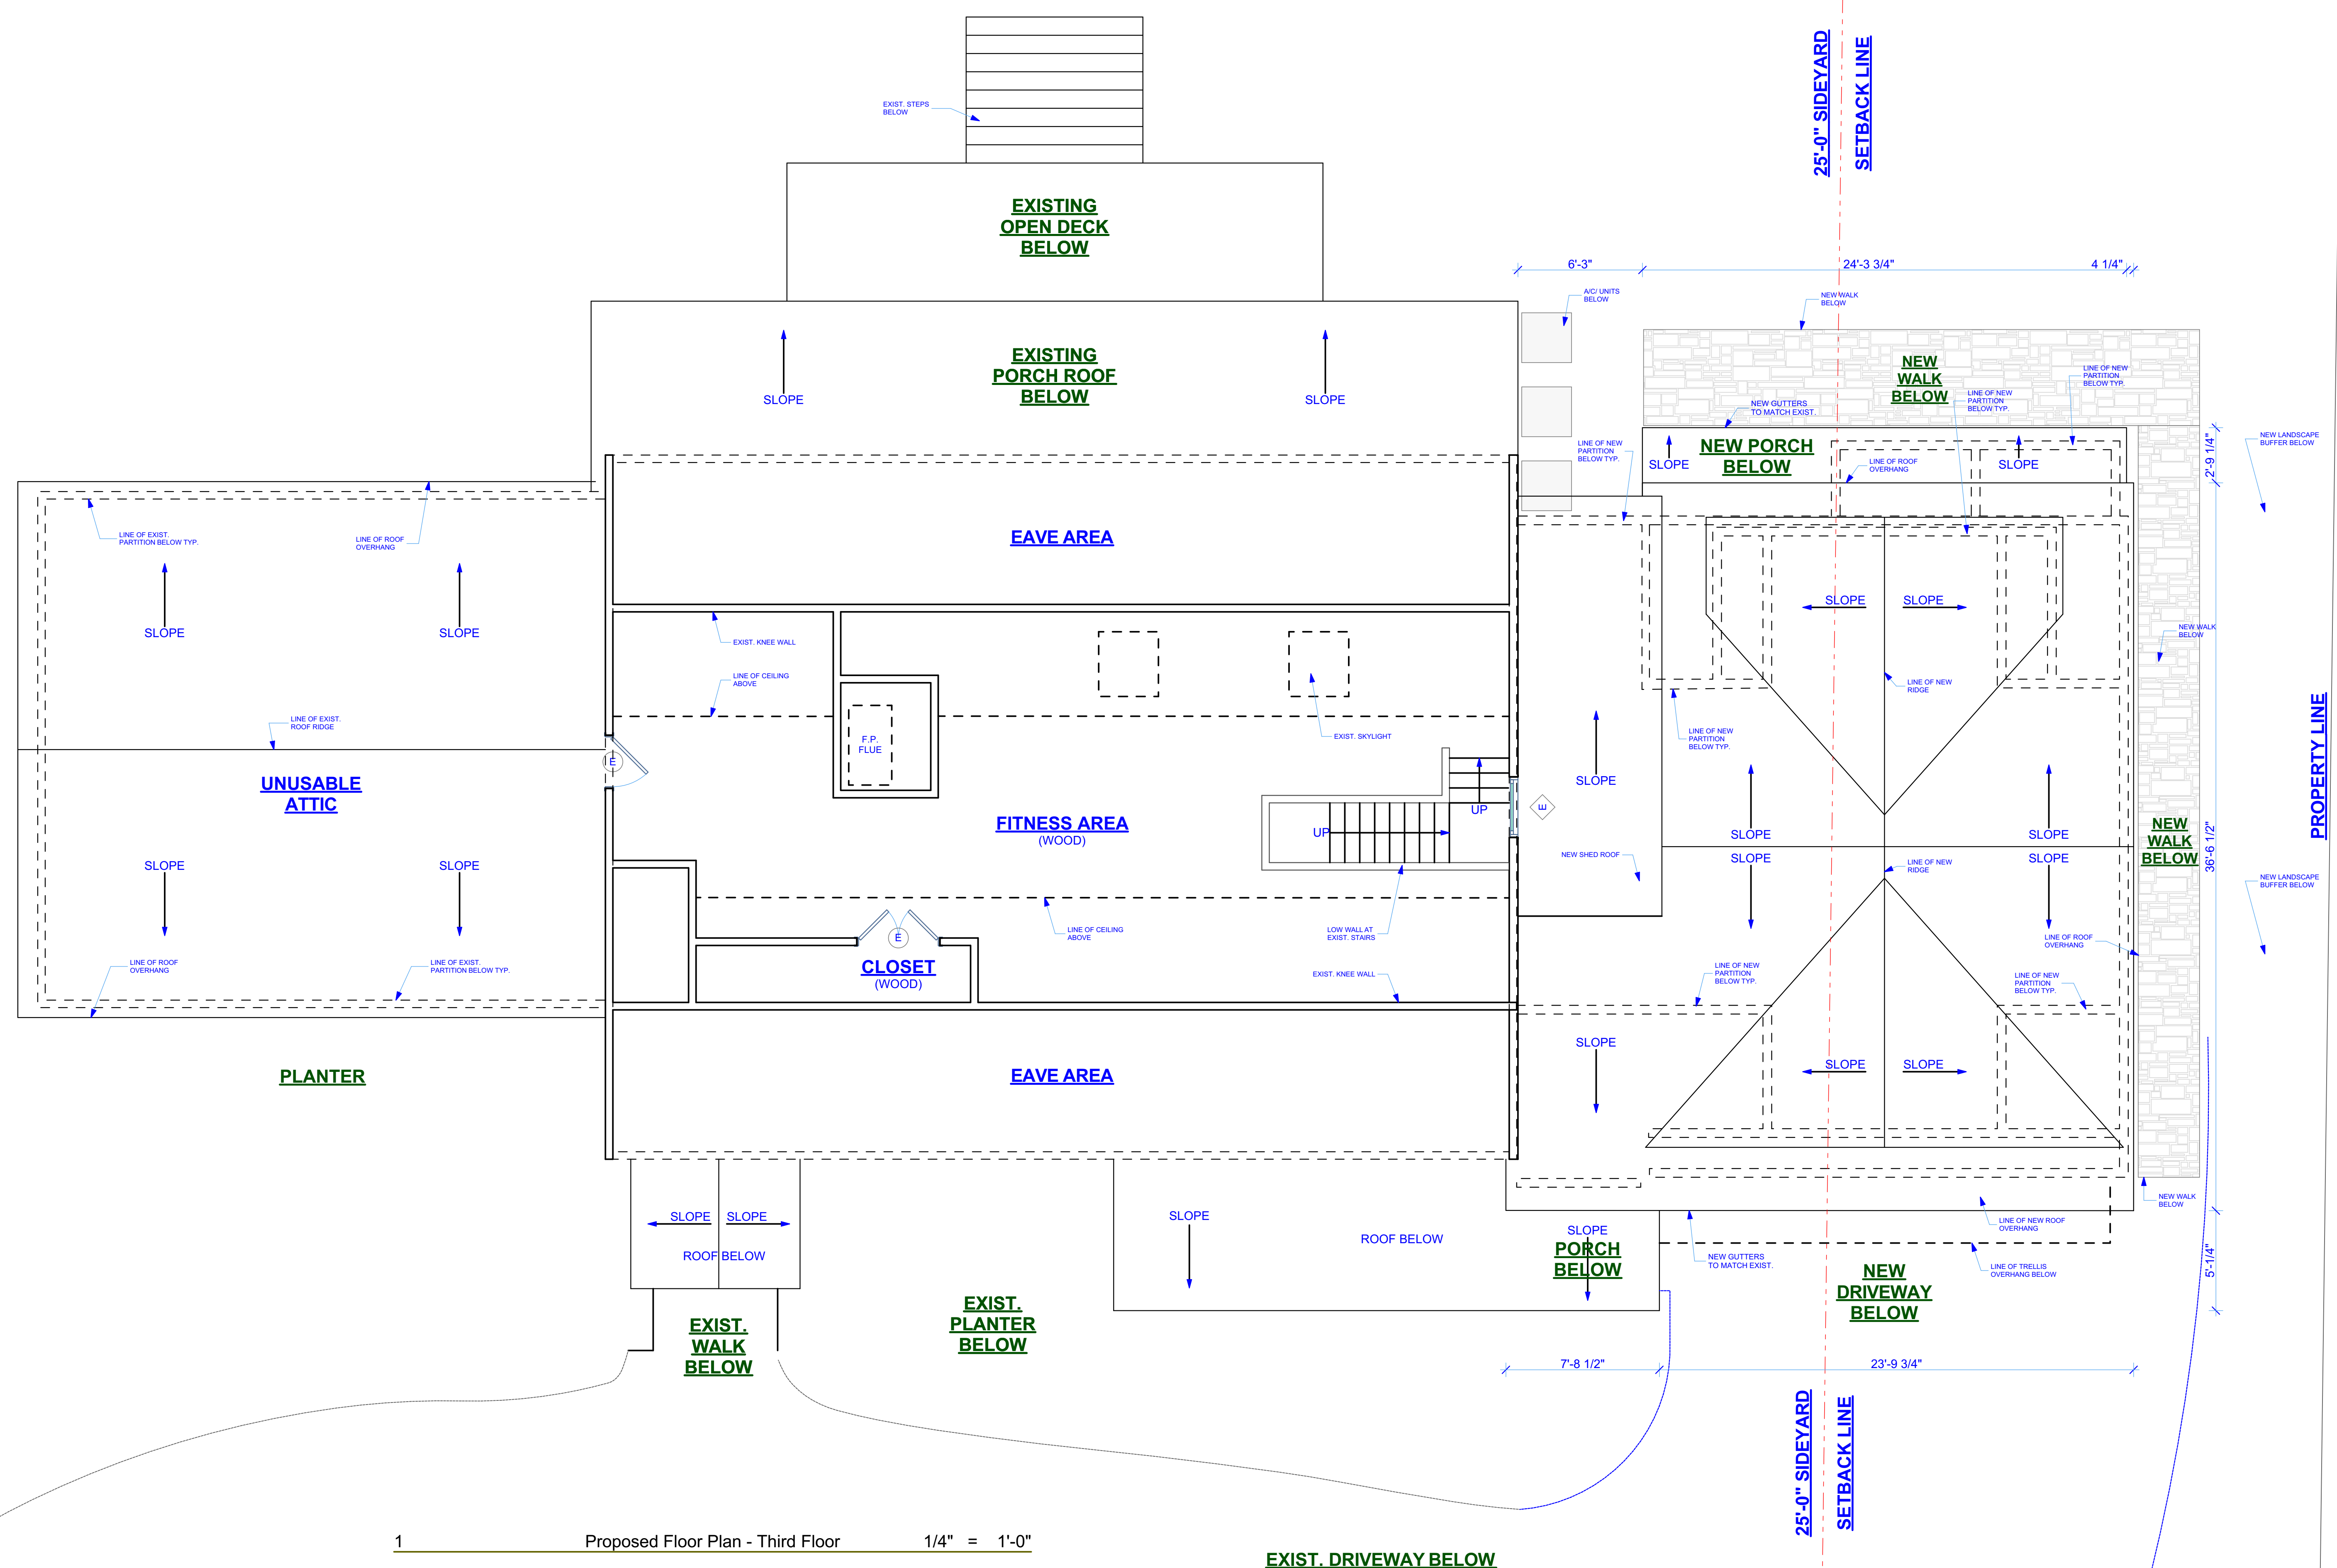 25'-0" SIDEYARD
SETBACK LINE
EXIST. STEPS
BELOW
EXISTING
OPEN DECK
BELOW
6'-3"
24'-3 3/4"
4 1/4"
A/C/ UNITS
BELOW
NEW WALK
BELOW
EXISTING
PORCH ROOF
BELOW
SLOPE
SLOPE
NEW
WALK
BELOW
LINE OF NEW
PARTITION
BELOW TYP.
LINE OF NEW
PARTITION
BELOW TYP.
NEW GUTTERS
TO MATCH EXIST.
LINE OF NEW
PARTITION
BELOW TYP.
NEW PORCH
BELOW
SLOPE
SLOPE
LINE OF ROOF
OVERHANG
2'-9 1/4"
NEW LANDSCAPE
BUFFER BELOW
LINE OF EXIST.
PARTITION BELOW TYP.
LINE OF ROOF
OVERHANG
EAVE AREA
SLOPE
SLOPE
SLOPE
SLOPE
NEW WALK
BELOW
EXIST. KNEE WALL
LINE OF CEILING
ABOVE
LINE OF NEW
RIDGE
LINE OF EXIST.
ROOF RIDGE
F.P.
FLUE
EXIST. SKYLIGHT
LINE OF NEW
PARTITION
BELOW TYP.
PROPERTY LINE
E
UNUSABLE
ATTIC
SLOPE
UP
E
FITNESS AREA
(WOOD)
UP
SLOPE
SLOPE
NEW
WALK
BELOW
36'-6 1/2"
SLOPE
SLOPE
NEW SHED ROOF
SLOPE
SLOPE
LINE OF NEW
RIDGE
NEW LANDSCAPE
BUFFER BELOW
LINE OF CEILING
ABOVE
E
LOW WALL AT
EXIST. STAIRS
LINE OF ROOF
OVERHANG
LINE OF ROOF
OVERHANG
LINE OF EXIST.
PARTITION BELOW TYP.
CLOSET
(WOOD)
EXIST. KNEE WALL
LINE OF NEW
PARTITION
BELOW TYP.
LINE OF NEW
PARTITION
BELOW TYP.
SLOPE
PLANTER
EAVE AREA
SLOPE
SLOPE
NEW WALK
BELOW
SLOPE
SLOPE
SLOPE
ROOF BELOW
ROOF BELOW
SLOPE
PORCH
BELOW
LINE OF NEW ROOF
OVERHANG
NEW GUTTERS
TO MATCH EXIST.
LINE OF TRELLIS
OVERHANG BELOW
5'-1/4"
NEW
DRIVEWAY
BELOW
EXIST.
WALK
BELOW
EXIST.
PLANTER
BELOW
7'-8 1/2"
23'-9 3/4"
25'-0" SIDEYARD
SETBACK LINE
1 Proposed Floor Plan - Third Floor 1/4" = 1'-0"
EXIST. DRIVEWAY BELOW